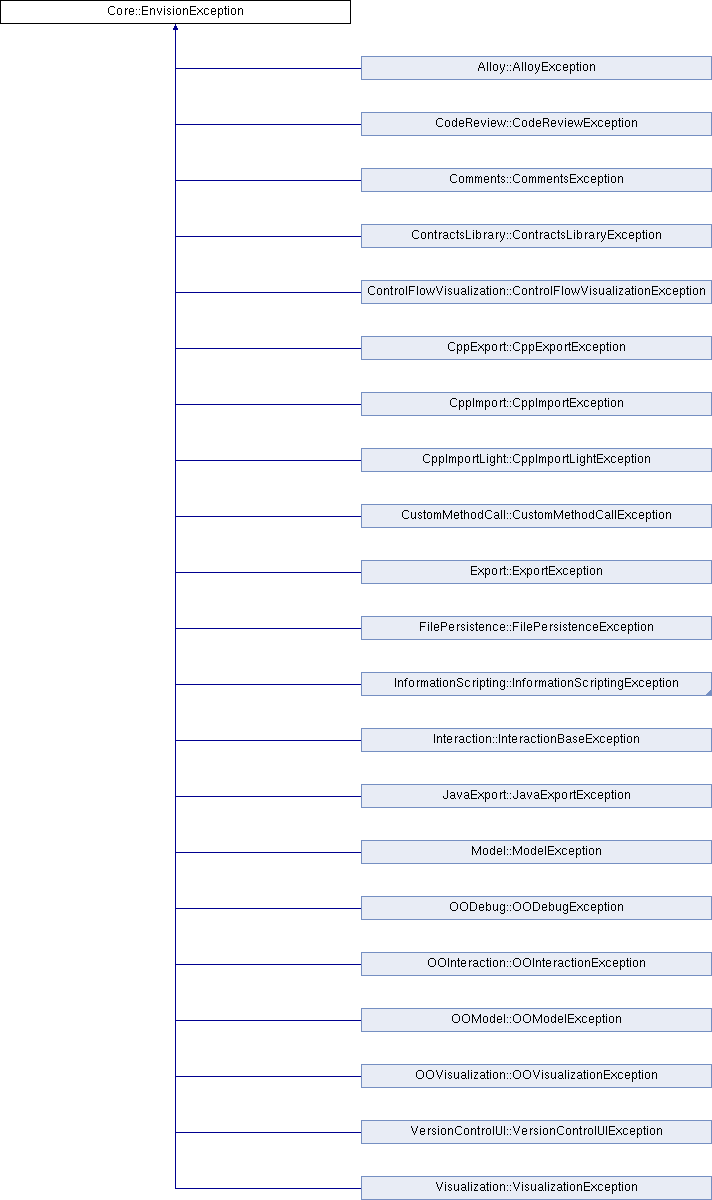 Core::EnvisionException
Alloy::AlloyException
CodeReview::CodeReviewException
Comments::CommentsException
ContractsLibrary::ContractsLibraryException
ControlFlowVisualization::ControlFlowVisualizationException
CppExport::CppExportException
CppImport::CppImportException
CppImportLight::CppImportLightException
CustomMethodCall::CustomMethodCallException
Export::ExportException
FilePersistence::FilePersistenceException
InformationScripting::InformationScriptingException
Interaction::InteractionBaseException
JavaExport::JavaExportException
Model::ModelException
OODebug::OODebugException
OOInteraction::OOInteractionException
OOModel::OOModelException
OOVisualization::OOVisualizationException
VersionControlUI::VersionControlUIException
Visualization::VisualizationException